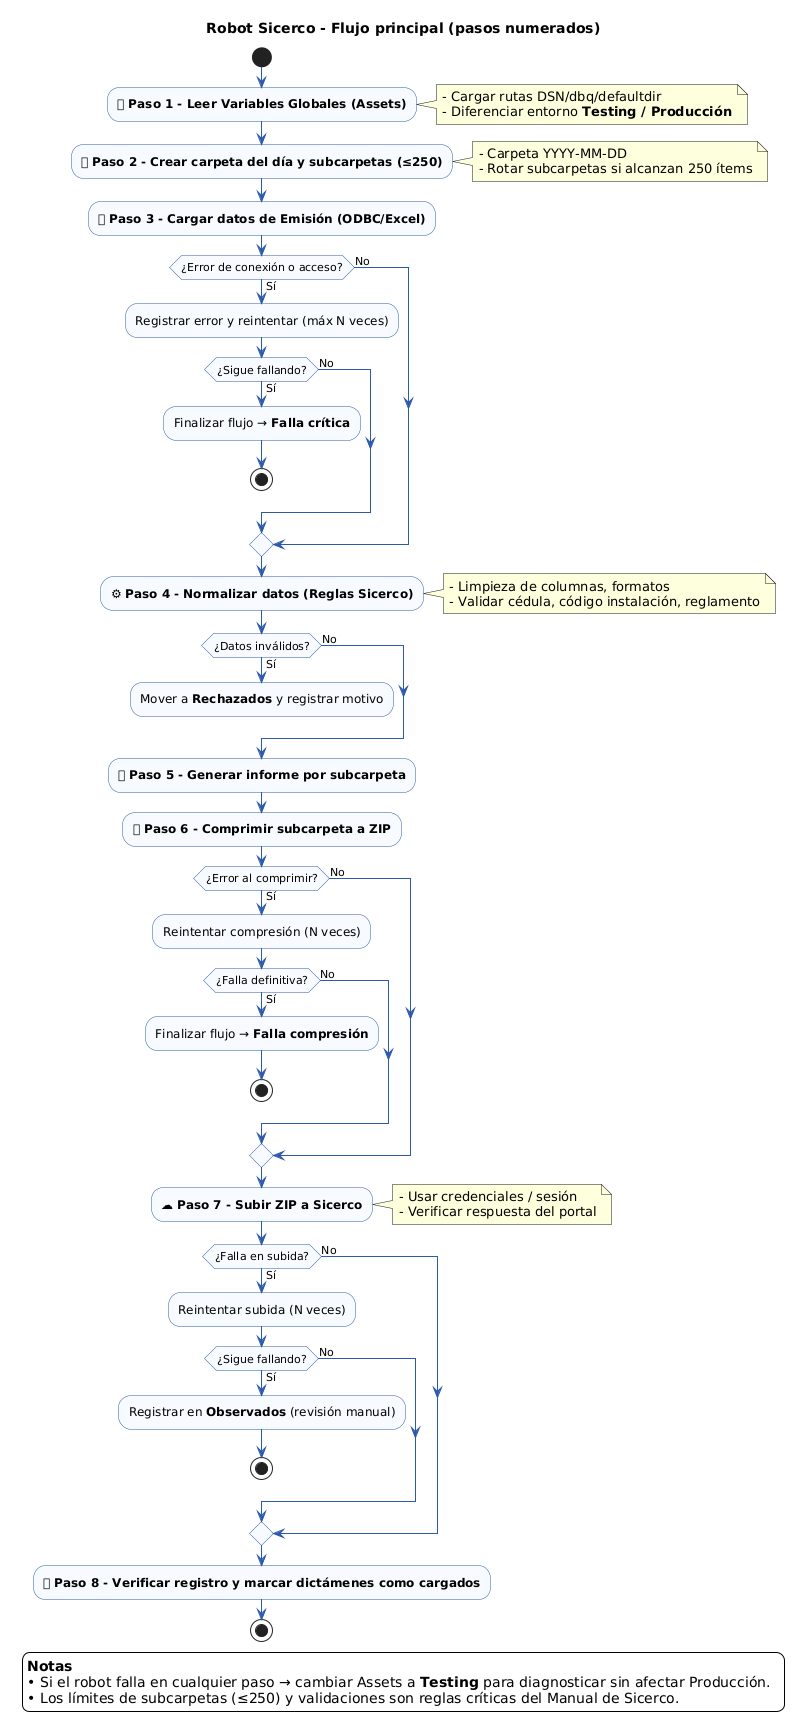 Robot Sicerco - Flujo principal (pasos numerados)
Paso 1 - Leer Variables Globales (Assets)
- Cargar rutas DSN/dbq/defaultdir
- Diferenciar entorno Testing / Producción
Paso 2 - Crear carpeta del día y subcarpetas (≤250)
- Carpeta YYYY-MM-DD
- Rotar subcarpetas si alcanzan 250 ítems
Paso 3 - Cargar datos de Emisión (ODBC/Excel)
¿Error de conexión o acceso?
No
Sí
Registrar error y reintentar (máx N veces)
¿Sigue fallando?
No
Sí
Finalizar flujo → Falla crítica
⚙ Paso 4 - Normalizar datos (Reglas Sicerco)
- Limpieza de columnas, formatos
- Validar cédula, código instalación, reglamento
¿Datos inválidos?
No
Sí
Mover a Rechazados y registrar motivo
Paso 5 - Generar informe por subcarpeta
Paso 6 - Comprimir subcarpeta a ZIP
¿Error al comprimir?
No
Sí
Reintentar compresión (N veces)
¿Falla definitiva?
No
Sí
Finalizar flujo → Falla compresión
☁ Paso 7 - Subir ZIP a Sicerco
- Usar credenciales / sesión
- Verificar respuesta del portal
¿Falla en subida?
No
Sí
Reintentar subida (N veces)
¿Sigue fallando?
No
Sí
Registrar en Observados (revisión manual)
Paso 8 - Verificar registro y marcar dictámenes como cargados
Notas
• Si el robot falla en cualquier paso → cambiar Assets a Testing para diagnosticar sin afectar Producción.
• Los límites de subcarpetas (≤250) y validaciones son reglas críticas del Manual de Sicerco.